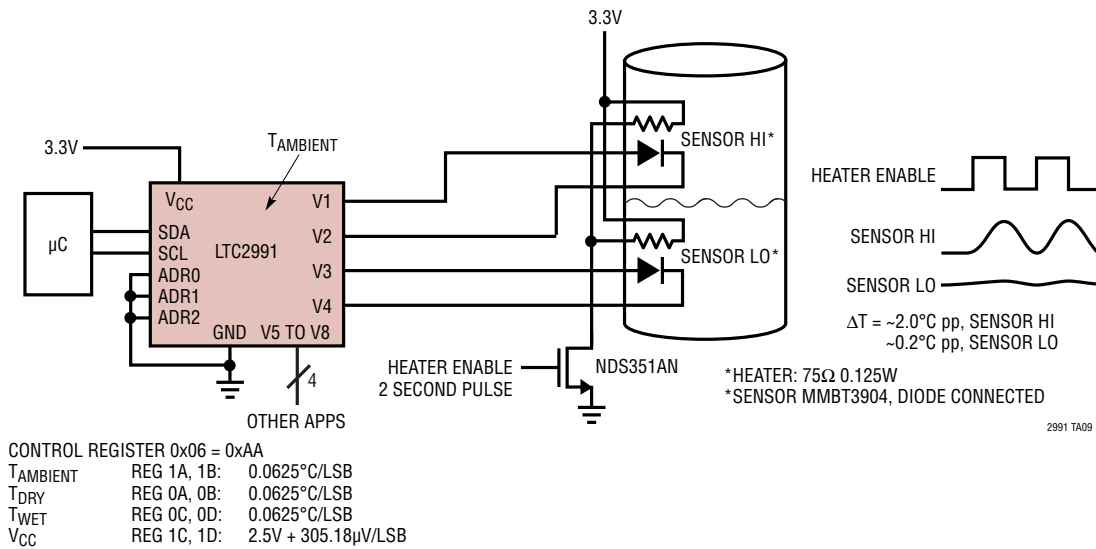 3.3V
3.3V
TAMBIENT
VCC
SDA
SCL
ADR0
ADR1
ADR2
GND
V5 TO V8
LTC2991
V1
V2
V3
V4
µC
4
OTHER APPS
SENSOR HI*
SENSOR LO*
HEATER ENABLE
2 SECOND PULSE
NDS351AN
HEATER ENABLE
SENSOR HI
SENSOR LO
ΔT = ~2.0°C pp, SENSOR HI
~0.2°C pp, SENSOR LO
*HEATER: 75Ω 0.125W
*SENSOR MMBT3904, DIODE CONNECTED
2991 TA09
CONTROL REGISTER 0x06 = 0xAA
TAMBIENT REG 1A, 1B: 0.0625°C/LSB
TDRY REG 0A, 0B: 0.0625°C/LSB
TWET REG 0C, 0D: 0.0625°C/LSB
VCC REG 1C, 1D: 2.5V + 305.18µV/LSB